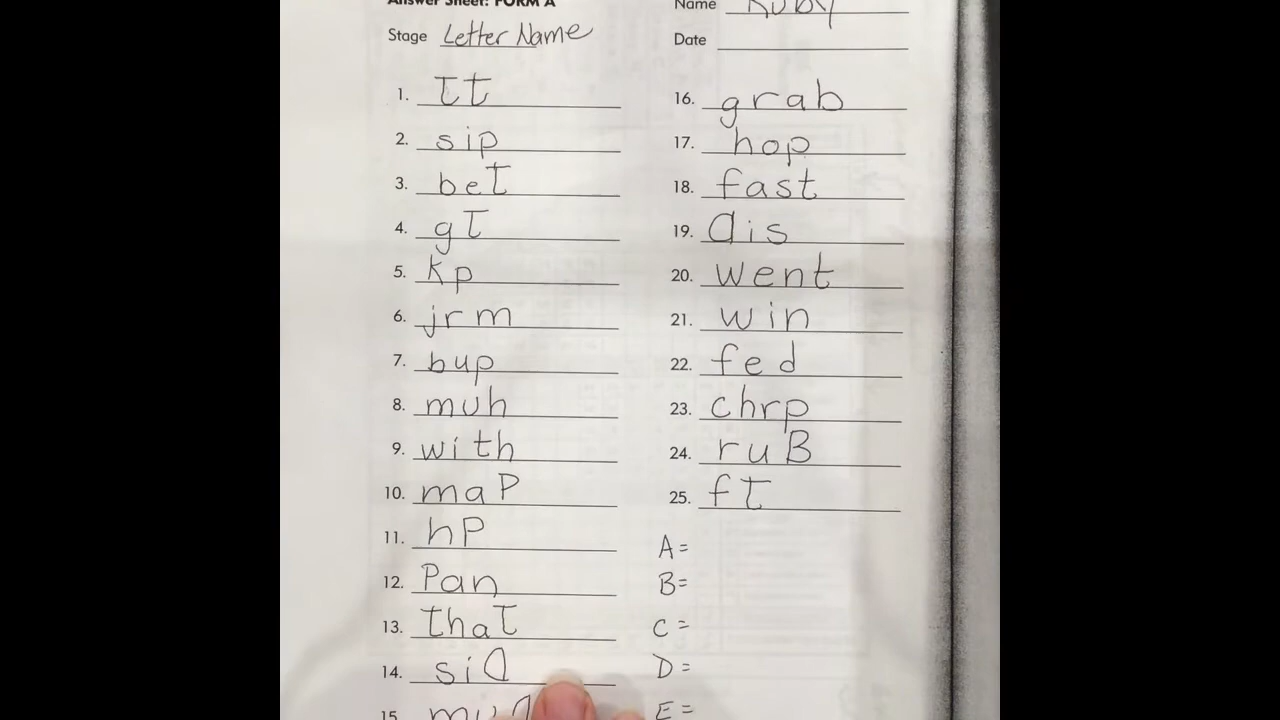 Answer Sheet: FORM A
Stage Letter Name
1. Tt
2. sip
3. beT
4. gT
5. Kp
6. jrm
7. bup
8. muh
9. with
10. maP
11. hP
12. Pan
13. thaT
14. sid
15
Name Ruby
Date
16. grab
17. hop
18. fast
19. dis
20. went
21. win
22. fed
23. chrp
24. ruB
25. fT
A=
B=
C =
D=
E=